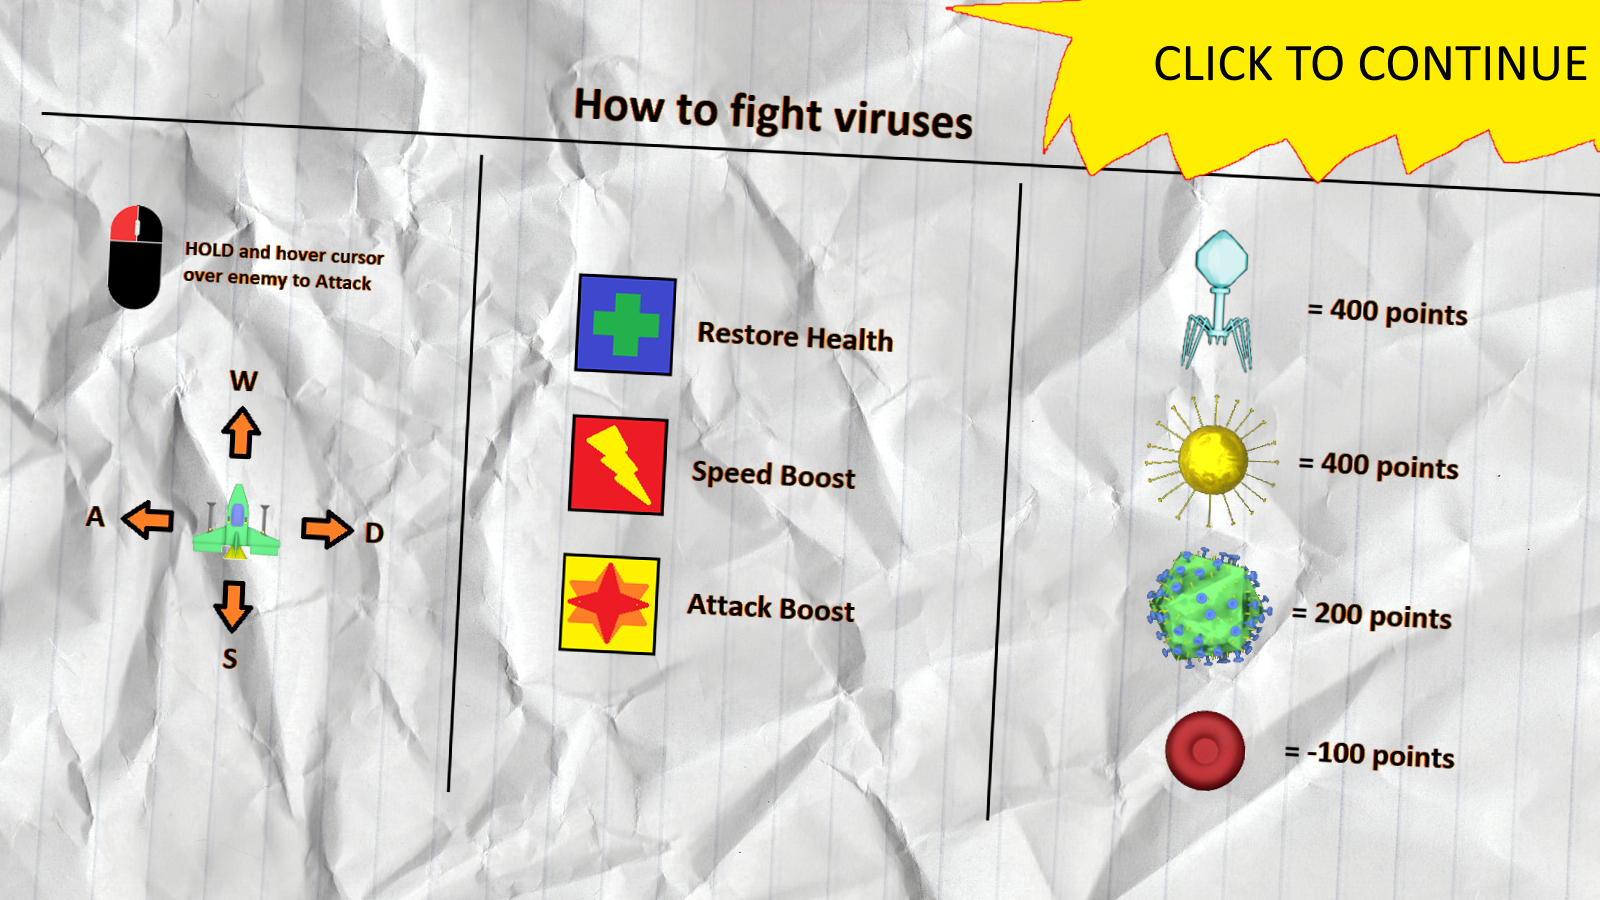 CLICK TO CONTINUE
How to fight viruses
HOLD and hover cursor
over enemy to Attack
W
A
D
S
Restore Health
Speed Boost
Attack Boost
= 400 points
= 400 points
= 200 points
= -100 points